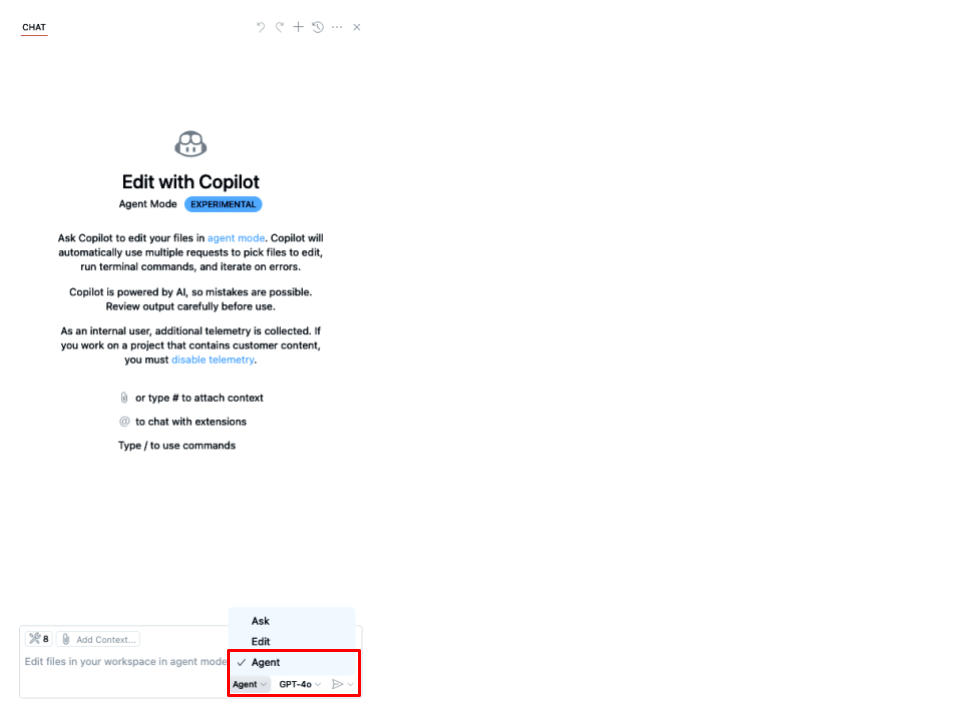 CHAT
Edit with Copilot
Agent Mode EXPERIMENTAL
Ask Copilot to edit your files in agent mode. Copilot will
automatically use multiple requests to pick files to edit,
run terminal commands, and iterate on errors.
Copilot is powered by AI, so mistakes are possible.
Review output carefully before use.
As an internal user, additional telemetry is collected. If
you work on a project that contains customer content,
you must disable telemetry.
or type # to attach context
@ to chat with extensions
Type / to use commands
Ask
Edit
Agent
8 Add Context...
Edit files in your workspace in agent mode
Agent GPT-4o